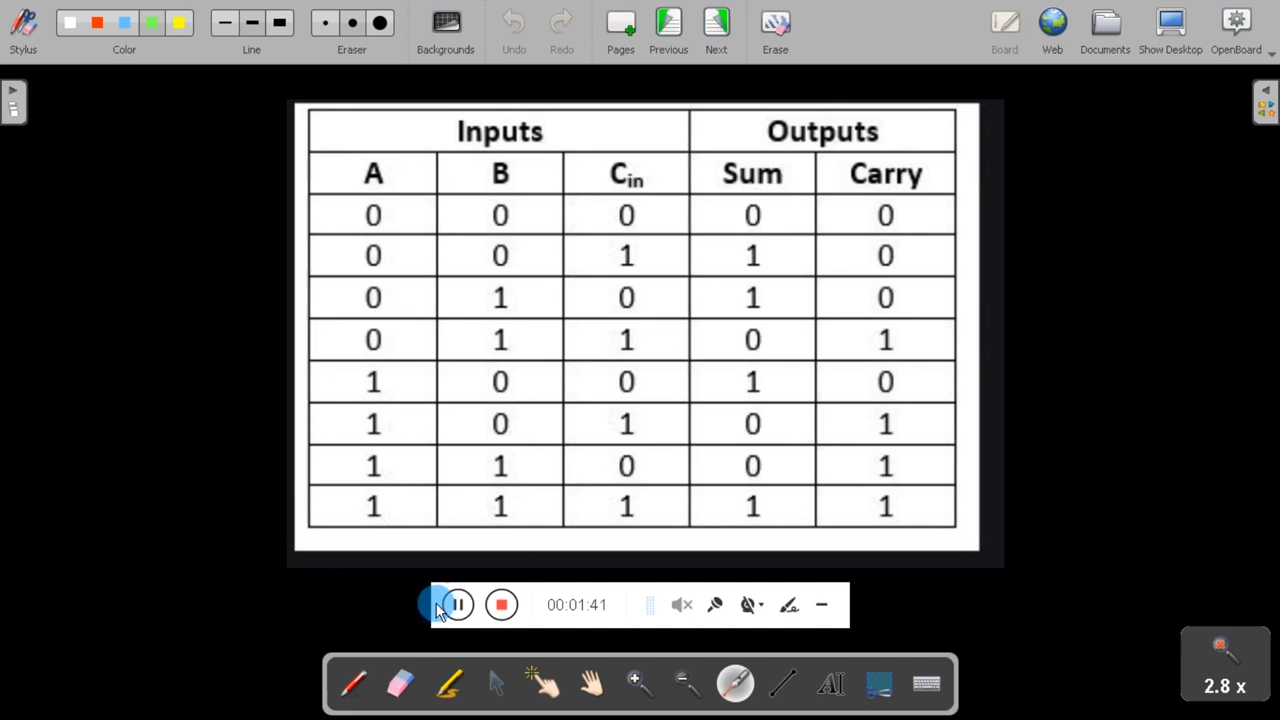 Stylus Color Line Eraser Backgrounds Undo Redo Pages Previous Next Erase Board Web Documents Show Desktop OpenBoard
Inputs Outputs
A B Cin Sum Carry
0 0 0 0 0
0 0 1 1 0
0 1 0 1 0
0 1 1 0 1
1 0 0 1 0
1 0 1 0 1
1 1 0 0 1
1 1 1 1 1
00:01:41
AI
2.8 x